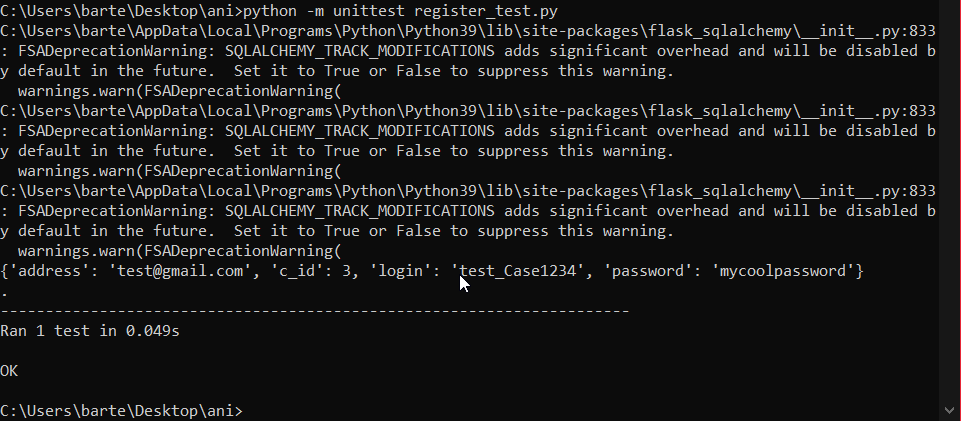 C:\Users\barte\Desktop\ani>python -m unittest register_test.py
C:\Users\barte\AppData\Local\Programs\Python\Python39\lib\site-packages\flask_sqlalchemy\__init__.py:833
: FSADeprecationWarning: SQLALCHEMY_TRACK_MODIFICATIONS adds significant overhead and will be disabled b
y default in the future.  Set it to True or False to suppress this warning.
  warnings.warn(FSADeprecationWarning(
C:\Users\barte\AppData\Local\Programs\Python\Python39\lib\site-packages\flask_sqlalchemy\__init__.py:833
: FSADeprecationWarning: SQLALCHEMY_TRACK_MODIFICATIONS adds significant overhead and will be disabled b
y default in the future.  Set it to True or False to suppress this warning.
  warnings.warn(FSADeprecationWarning(
C:\Users\barte\AppData\Local\Programs\Python\Python39\lib\site-packages\flask_sqlalchemy\__init__.py:833
: FSADeprecationWarning: SQLALCHEMY_TRACK_MODIFICATIONS adds significant overhead and will be disabled b
y default in the future.  Set it to True or False to suppress this warning.
  warnings.warn(FSADeprecationWarning(
{'address': 'test@gmail.com', 'c_id': 3, 'login': 'test_Case1234', 'password': 'mycoolpassword'}
.
----------------------------------------------------------------------
Ran 1 test in 0.049s

OK

C:\Users\barte\Desktop\ani>